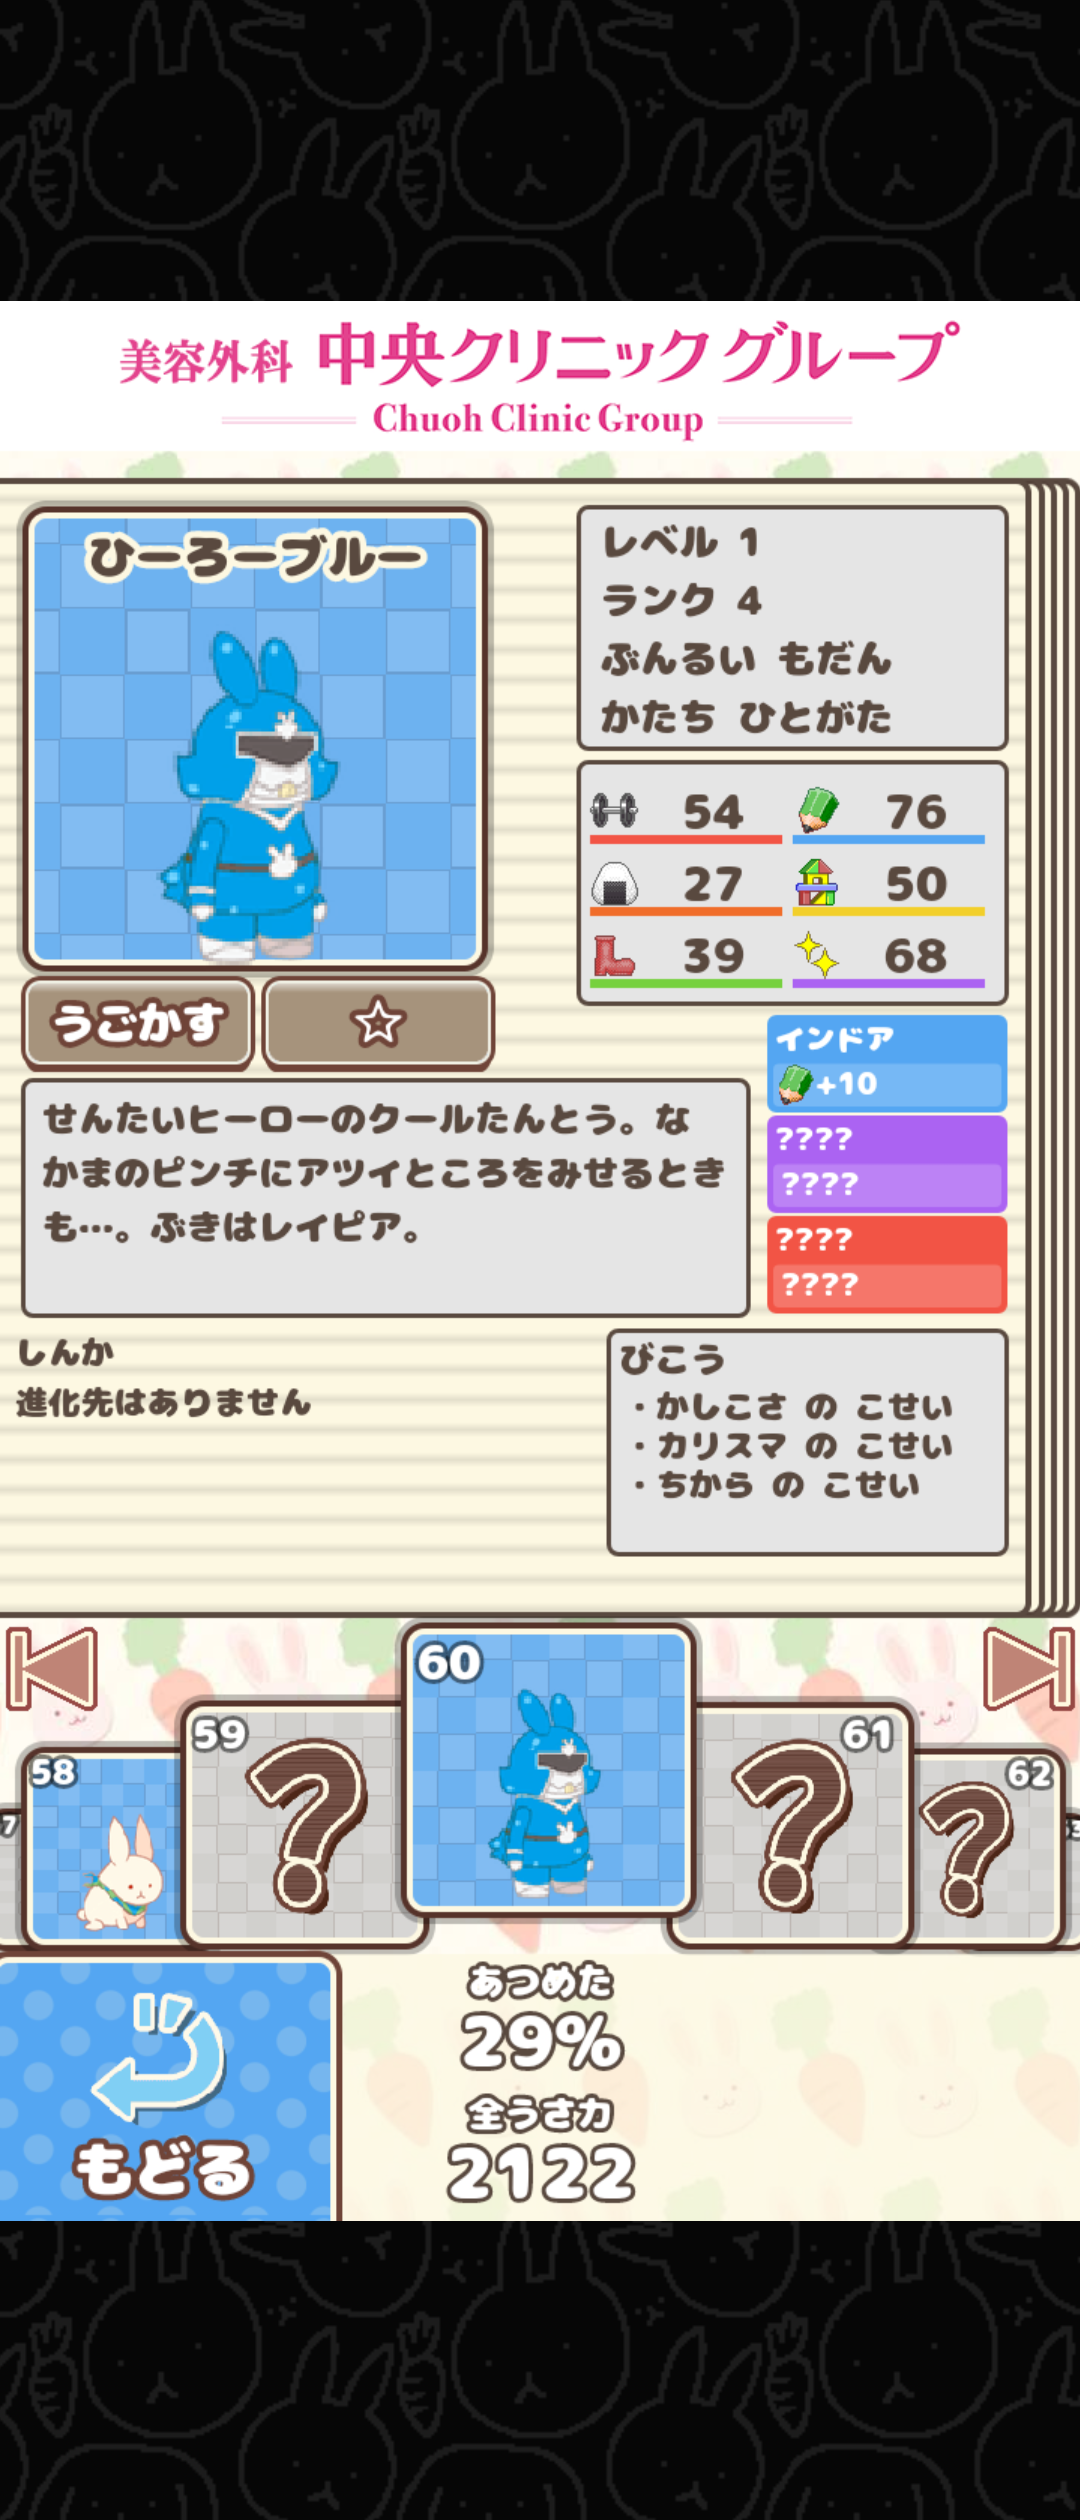 美容外科 中央クリニックグループ
Chuoh Clinic Group
ひーろーブルー
レベル 1
ランク 4
ぶんるい もだん
かたち ひとがた
54 76
27 50
39 68
うごかす
インドア
+10
????
????
????
????
せんたいヒーローのクールたんとう。な
かまのピンチにアツイところをみせるとき
も…。ぶきはレイピア。
しんか
進化先はありません
びこう
・かしこさ の こせい
・カリスマ の こせい
・ちから の こせい
7 58 59 60 61 62
もどる
あつめた
29%
全うさ力
2122